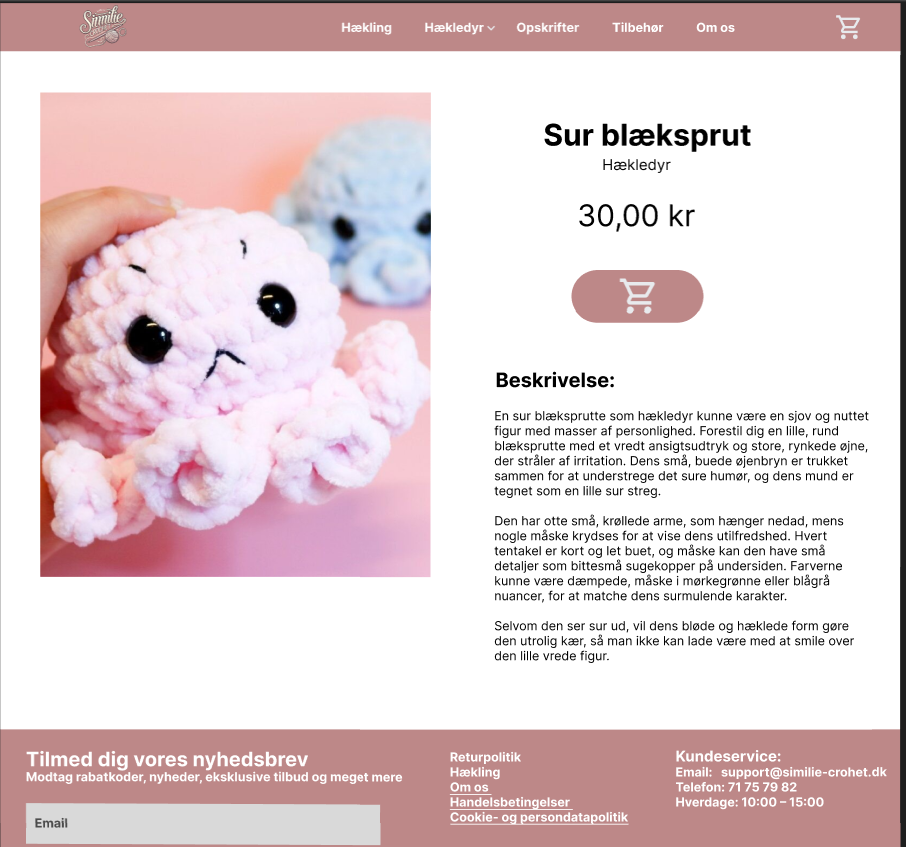 Similie
Hækling Hækledyr Opskrifter Tilbehør Om os
Sur blæksprut
Hækledyr
30,00 kr
Beskrivelse:
En sur blæksprutte som hækledyr kunne være en sjov og nuttet
figur med masser af personlighed. Forestil dig en lille, rund
blæksprutte med et vredt ansigtsudtryk og store, rynkede øjne,
der stråler af irritation. Dens små, buede øjenbryn er trukket
sammen for at understrege det sure humør, og dens mund er
tegnet som en lille sur streg.
Den har otte små, krøllede arme, som hænger nedad, mens
nogle måske krydses for at vise dens utilfredshed. Hvert
tentakel er kort og let buet, og måske kan den have små
detaljer som bittesmå sugekopper på undersiden. Farverne
kunne være dæmpede, måske i mørkegrønne eller blågrå
nuancer, for at matche dens surmulende karakter.
Selvom den ser sur ud, vil dens bløde og hæklede form gøre
den utrolig kær, så man ikke kan lade være med at smile over
den lille vrede figur.
Tilmed dig vores nyhedsbrev
Modtag rabatkoder, nyheder, eksklusive tilbud og meget mere
Email
Returpolitik
Hækling
Om os
Handelsbetingelser
Cookie- og persondatapolitik
Kundeservice:
Email: support@similie-crohet.dk
Telefon: 71 75 79 82
Hverdage: 10:00 – 15:00